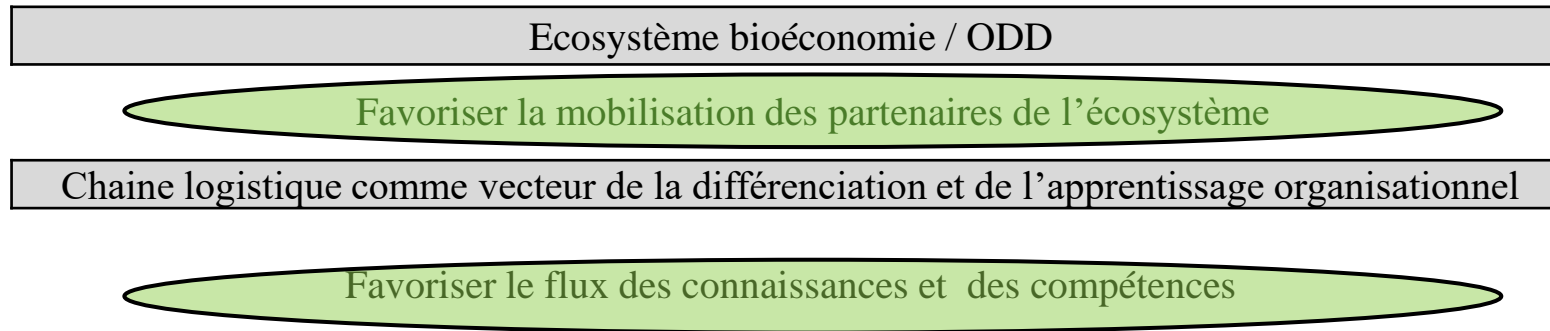 Ecosystème bioéconomie / ODD
Favoriser la mobilisation des partenaires de l’écosystème
Chaine logistique comme vecteur de la différenciation et de l’apprentissage organisationnel
Favoriser le flux des connaissances et des compétences